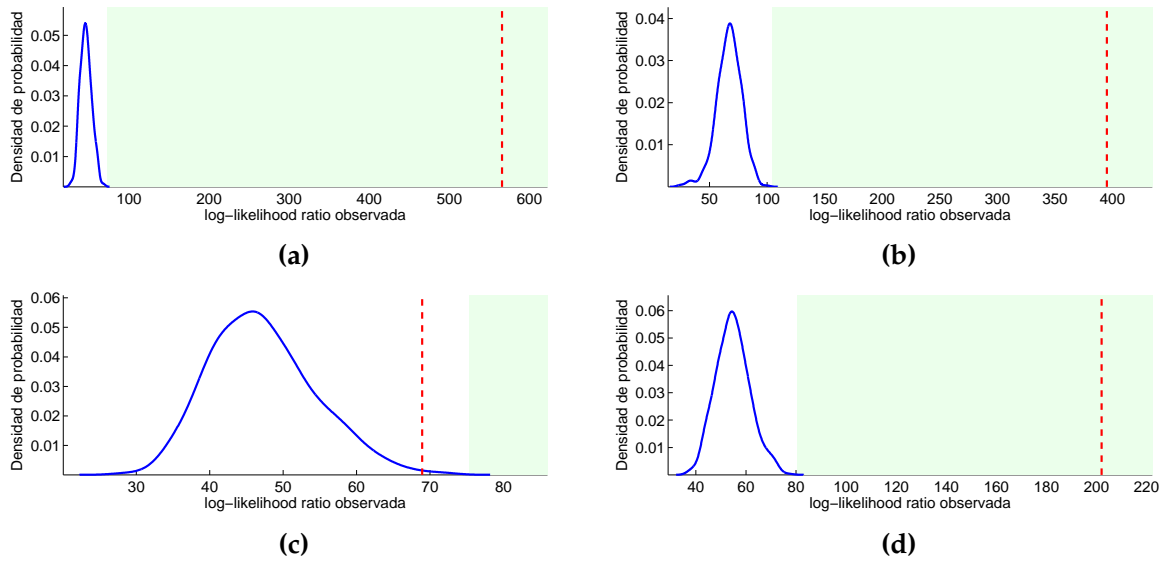 Densidad de probabilidad
0.05
0.04
0.03
0.02
0.01
100 200 300 400 500 600
log−likelihood ratio observada
(a)
Densidad de probabilidad
0.04
0.03
0.02
0.01
50 100 150 200 250 300 350 400
log−likelihood ratio observada
(b)
Densidad de probabilidad
0.06
0.05
0.04
0.03
0.02
0.01
30 40 50 60 70 80
log−likelihood ratio observada
(c)
Densidad de probabilidad
0.06
0.05
0.04
0.03
0.02
0.01
40 60 80 100 120 140 160 180 200 220
log−likelihood ratio observada
(d)